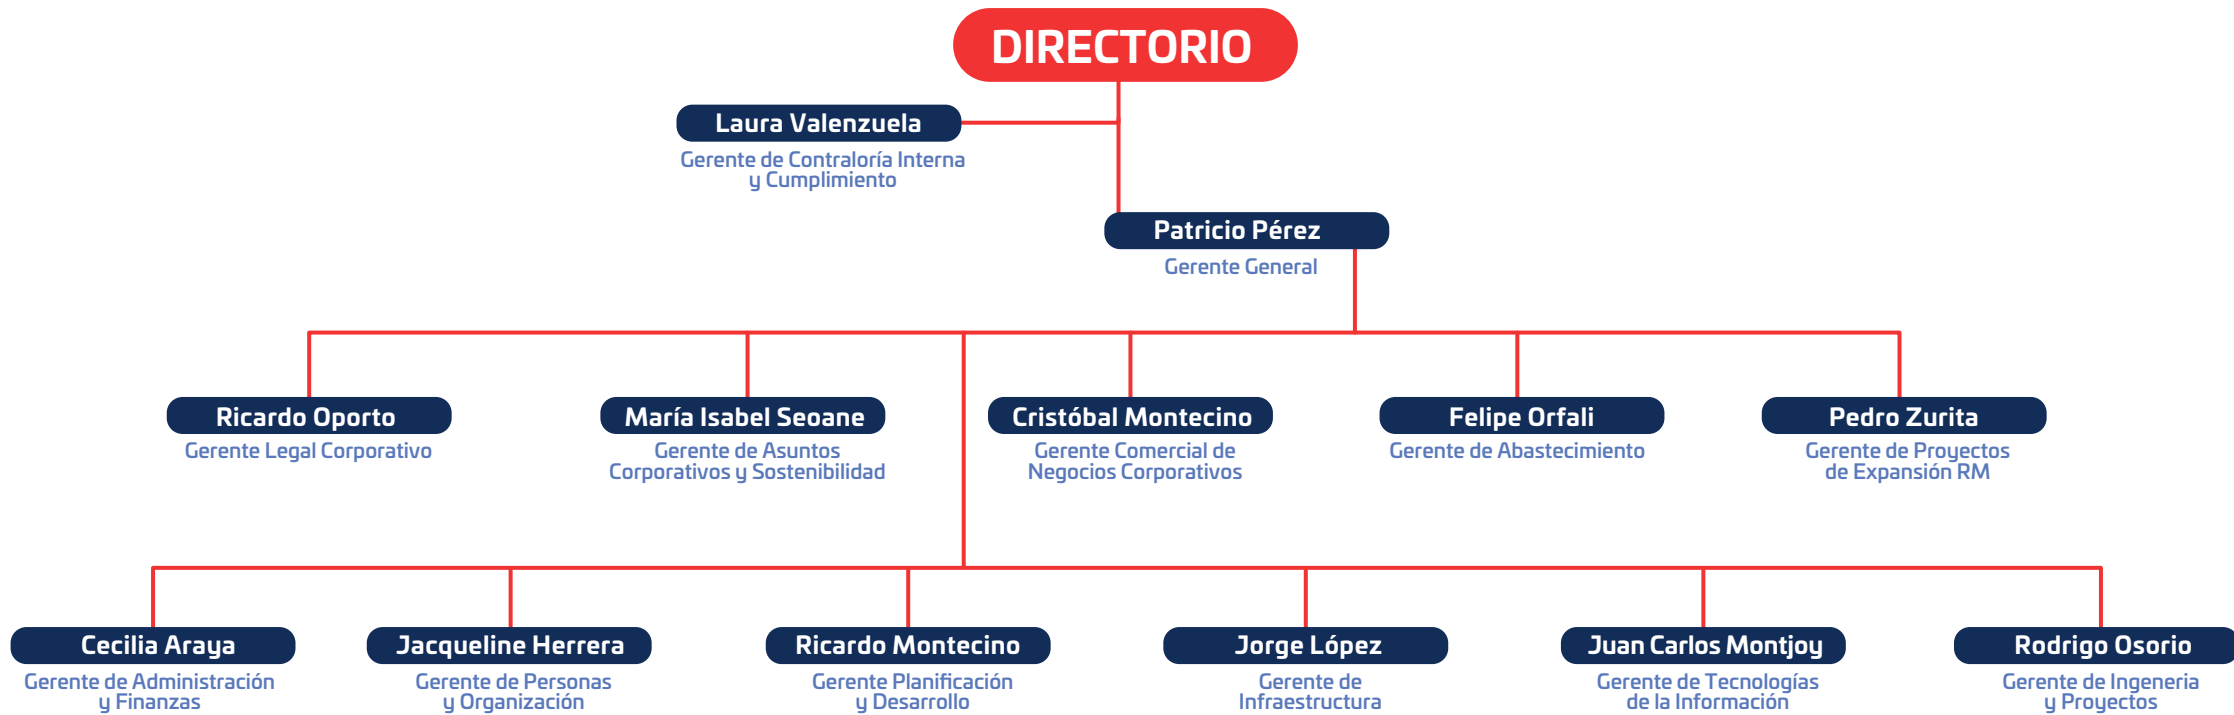 DIRECTORIO
Laura Valenzuela
Gerente de Contraloría Interna
y Cumplimiento
Patricio Pérez
Gerente General
Ricardo Oporto
Gerente Legal Corporativo
María Isabel Seoane
Gerente de Asuntos
Corporativos y Sostenibilidad
Cristóbal Montecino
Gerente Comercial de
Negocios Corporativos
Felipe Orfali
Gerente de Abastecimiento
Pedro Zurita
Gerente de Proyectos
de Expansión RM
Cecilia Araya
Gerente de Administración
y Finanzas
Jacqueline Herrera
Gerente de Personas
y Organización
Ricardo Montecino
Gerente Planificación
y Desarrollo
Jorge López
Gerente de
Infraestructura
Juan Carlos Montjoy
Gerente de Tecnologías
de la Información
Rodrigo Osorio
Gerente de Ingeneria
y Proyectos